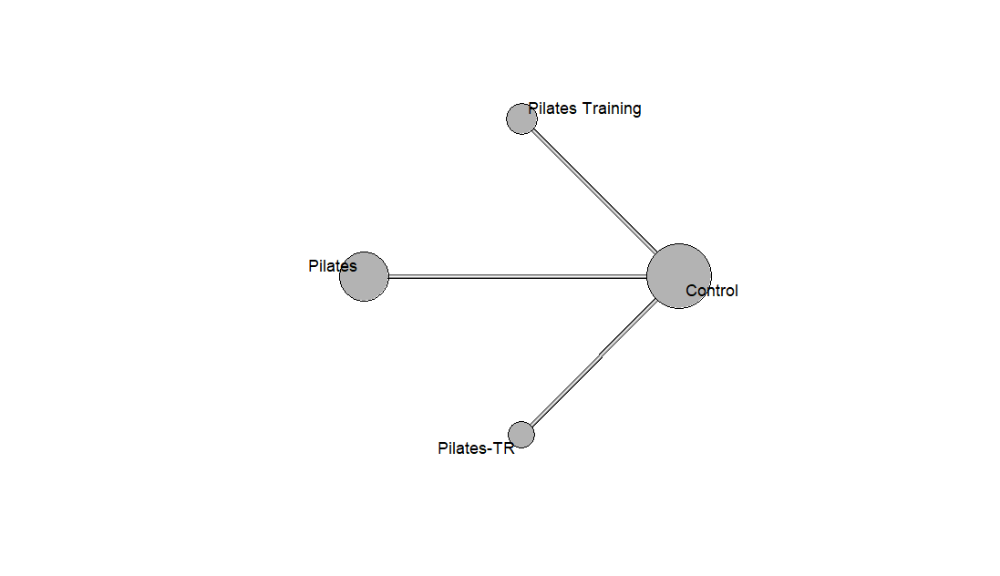 Pilates Training
Pilates
Control
Pilates-TR